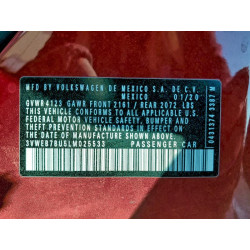 MFD BY VOLKSWAGEN DE MEXICO S.A. DE C.V.
MEXICO 01/20
GVWR 4123 GAWR FRONT 2161 / REAR 2072 LBS
THIS VEHICLE CONFORMS TO ALL APPLICABLE
U.S. FEDERAL MOTOR VEHICLE SAFETY, BUMPER
AND THEFT PREVENTION STANDARDS IN EFFECT ON
THE DATE OF MANUFACTURE SHOWN ABOVE.
PASSENGER CAR